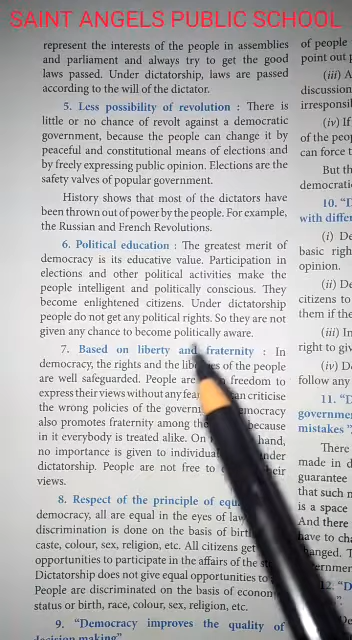 SAINT ANGELS PUBLIC SCHOOL
represent the interests of the people in assemblies
and parliament and always try to get the good
laws passed. Under dictatorship, laws are passed
according to the will of the dictator.
5. Less possibility of revolution : There is
little or no chance of revolt against a democratic
government, because the people can change it by
peaceful and constitutional means of elections and
by freely expressing public opinion. Elections are the
safety valves of popular government.
History shows that most of the dictators have
been thrown out of power by the people. For example,
the Russian and French Revolutions.
6. Political education : The greatest merit of
democracy is its educative value. Participation in
elections and other political activities make the
people intelligent and politically conscious. They
become enlightened citizens. Under dictatorship
people do not get any political rights. So they are not
given any chance to become politically aware.
7. Based on liberty and fraternity : In
democracy, the rights and the of the people
are well safeguarded. People are freedom to
express their views without any can criticise
the wrong policies of the
also promotes fraternity among the because
in it everybody is treated alike. On hand,
no importance is given to
dictatorship. People are not free to
views.
8. Respect of the principle of
democracy, all are equal in the eyes of
discrimination is done on the basis of
caste, colour, sex, religion, etc. All citizens get
opportunities to participate in the affairs of the
Dictatorship does not give equal opportunities to
People are discriminated on the basis of
status or birth, race, colour, sex, religion, etc.
9. "Democracy improves the quality of
decision making"
of people
point out
(iii)
discussion
(iv) If
of the
can force
But
10. "D
with
(i)
basic
opinion.
(ii)
citizens to
them if
(iii) In
right to
(iv)
follow any
11. "
mistakes"
There
made in
guarantee
that such
is a space
And there
have to
12. "D